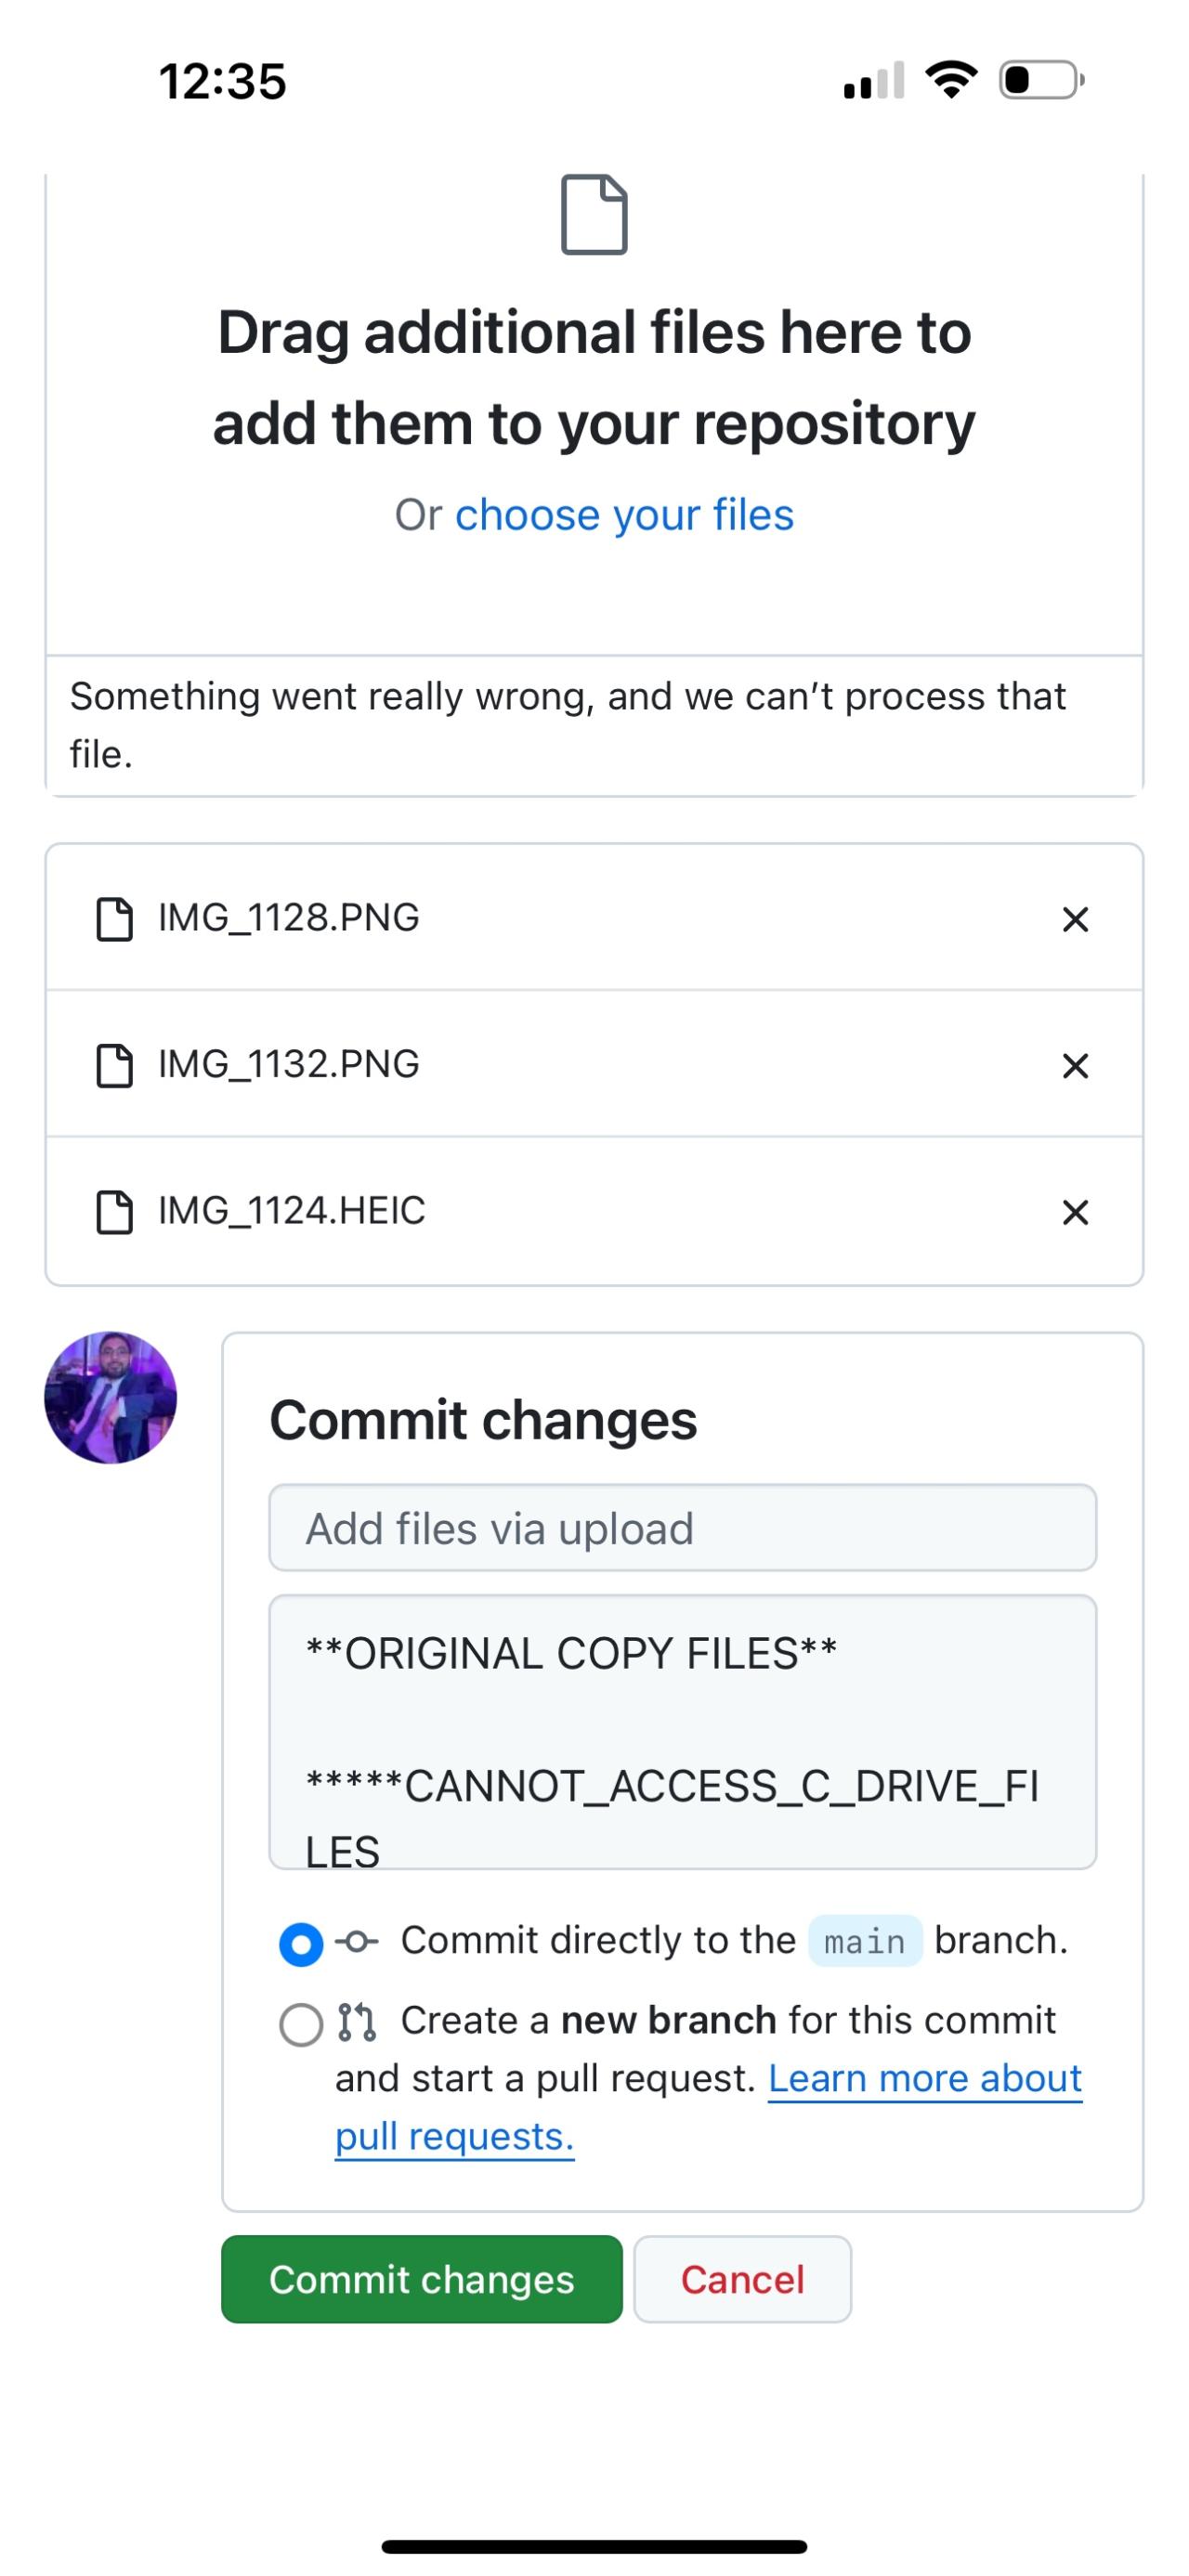 12:35
Drag additional files here to
add them to your repository
Or choose your files
Something went really wrong, and we can’t process that
file.
IMG_1128.PNG
IMG_1132.PNG
IMG_1124.HEIC
Commit changes
Add files via upload
**ORIGINAL COPY FILES**
*****CANNOT_ACCESS_C_DRIVE_FI
LES
Commit directly to the main branch.
Create a new branch for this commit
and start a pull request. Learn more about
pull requests.
Commit changes
Cancel